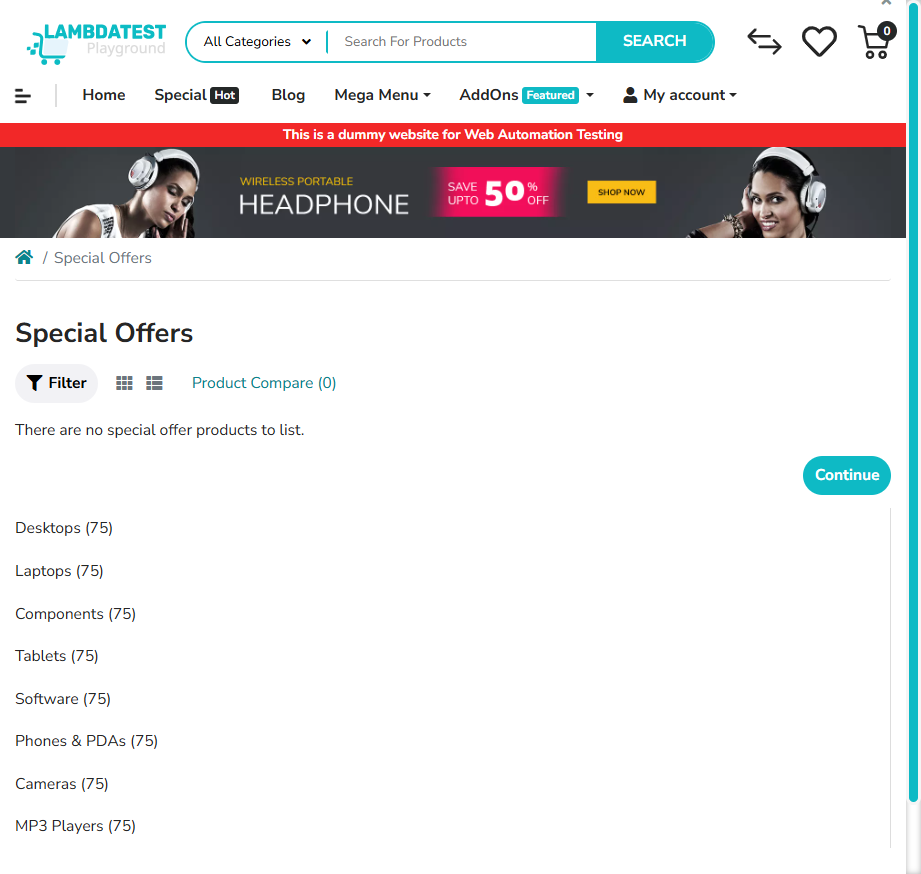 LAMBDATEST
Playground
All Categories Search For Products SEARCH 0
Home Special Hot Blog Mega Menu AddOns Featured My account
This is a dummy website for Web Automation Testing
WIRELESS PORTABLE
HEADPHONE
SAVE UPTO 50% OFF
SHOP NOW
/ Special Offers
Special Offers
Filter Product Compare (0)
There are no special offer products to list.
Continue
Desktops (75)
Laptops (75)
Components (75)
Tablets (75)
Software (75)
Phones & PDAs (75)
Cameras (75)
MP3 Players (75)